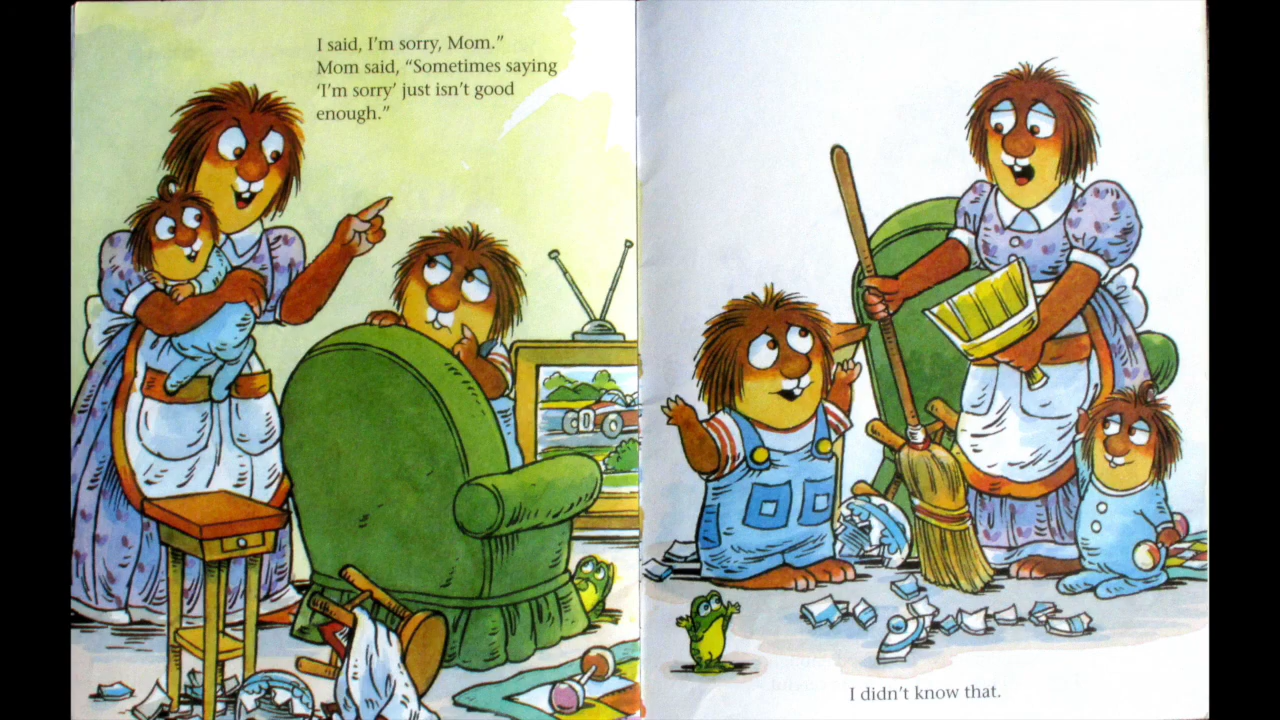 I said, I'm sorry, Mom.”
Mom said, “Sometimes saying
‘I'm sorry’ just isn't good
enough.”
I didn't know that.